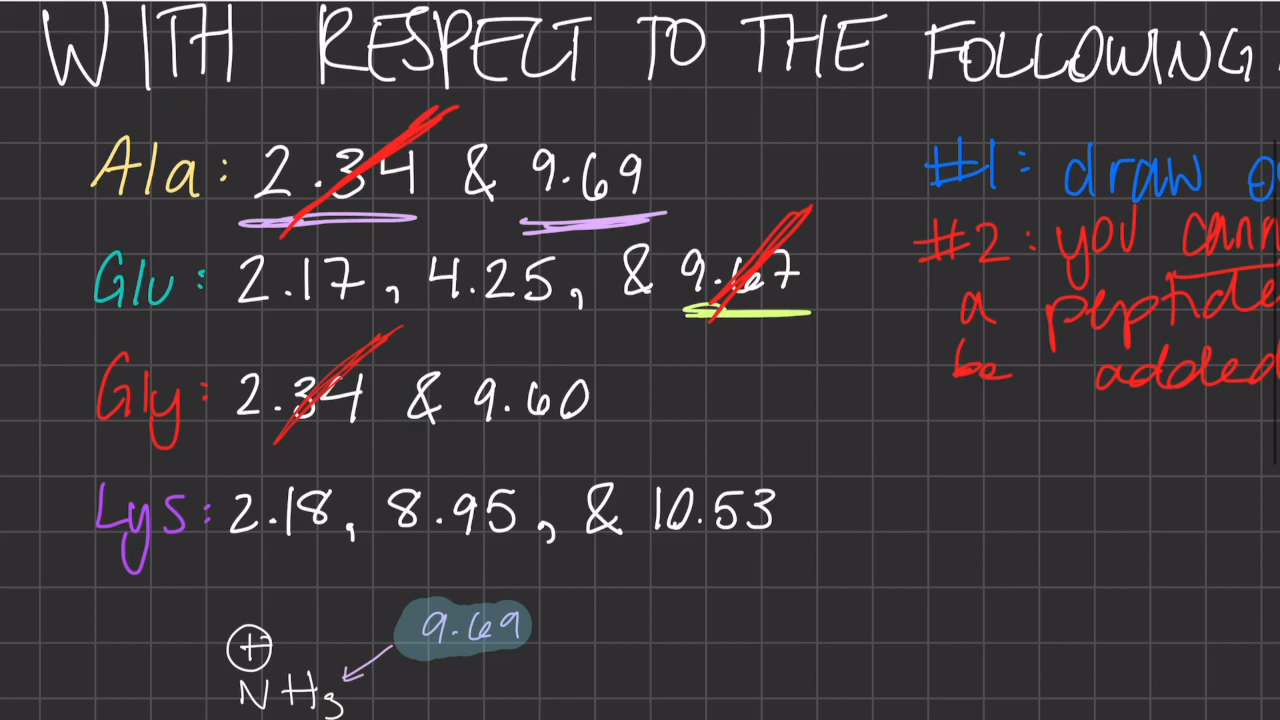 WITH RESPECT TO THE FOLLOWING
Ala: 2.34 & 9.69
Glu: 2.17, 4.25, & 9.67
Gly: 2.34 & 9.60
Lys: 2.18, 8.95, & 10.53
#1: draw
#2: you
a peptide
be added
9.69
+
NH3